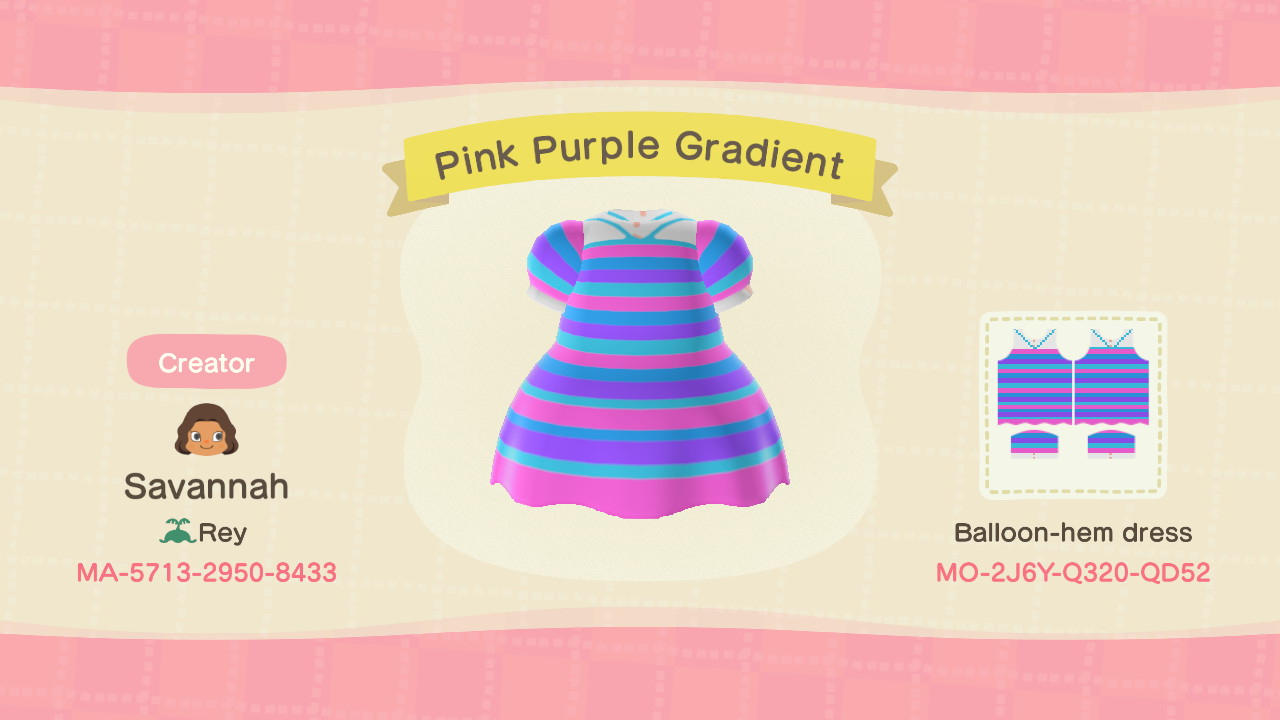 Pink Purple Gradient
Creator
Savannah
Rey
MA-5713-2950-8433
Balloon-hem dress
MO-2J6Y-Q320-QD52